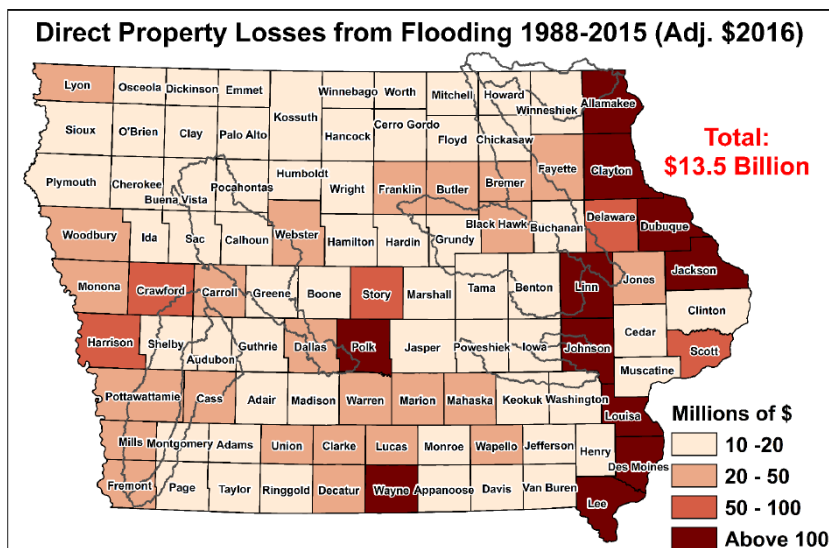 Direct Property Losses from Flooding 1988-2015 (Adj. $2016)
Lyon Osceola Dickinson Emmet Winnebago Worth Mitchell Howard Winneshiek Allamakee
Kossuth
Sioux O'Brien Clay Palo Alto Hancock Cerro Gordo Floyd Chickasaw
Total:
$13.5 Billion
Fayette Clayton
Plymouth Cherokee Buena Vista Pocahontas Humboldt Wright Franklin Butler Bremer
Woodbury Ida Sac Calhoun Webster Hamilton Hardin Grundy Black Hawk Buchanan Delaware Dubuque
Monona Crawford Carroll Greene Boone Story Marshall Tama Benton Linn Jones Jackson
Clinton
Harrison Shelby Audubon Guthrie Dallas Polk Jasper Poweshiek Iowa Johnson Cedar Scott
Muscatine
Pottawattamie Cass Adair Madison Warren Marion Mahaska Keokuk Washington Louisa
Mills Montgomery Adams Union Clarke Lucas Monroe Wapello Jefferson Henry Des Moines
Fremont Page Taylor Ringgold Decatur Wayne Appanoose Davis Van Buren Lee
Millions of $
10 -20
20 - 50
50 - 100
Above 100